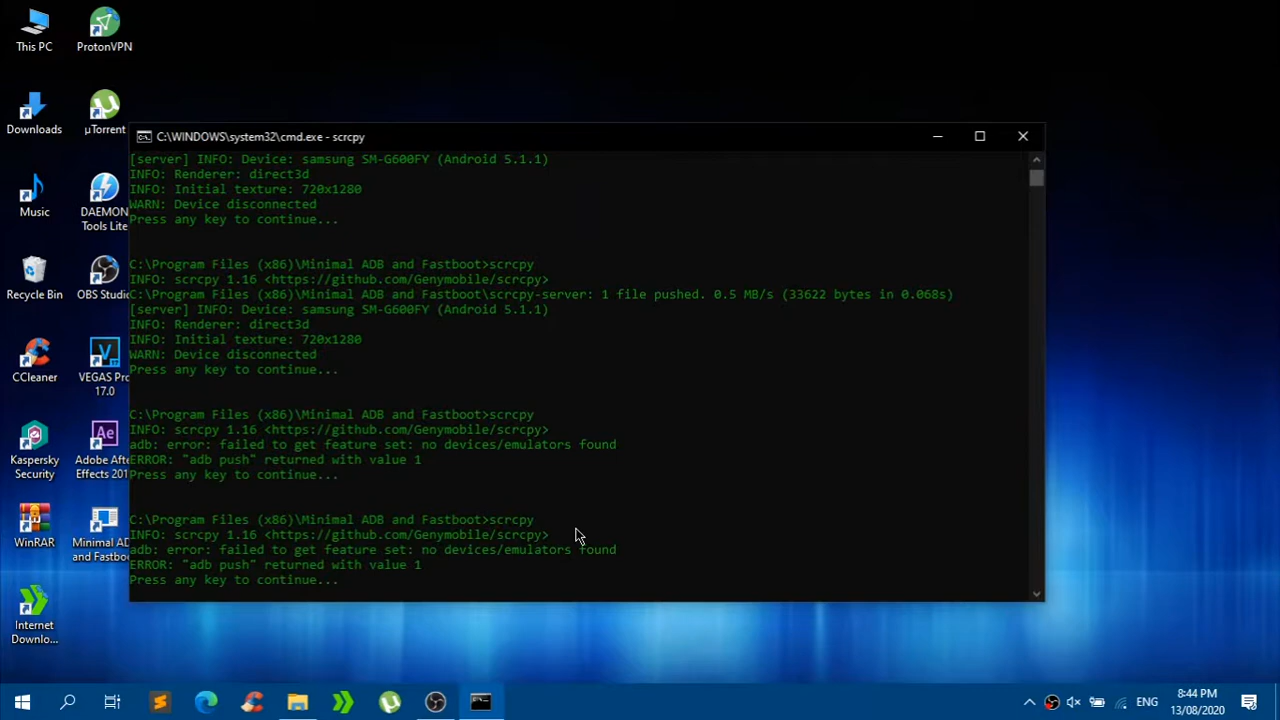 This PC
ProtonVPN
Downloads
µTorrent
Music
DAEMON
Tools Lite
Recycle Bin
OBS Studio
CCleaner
VEGAS Pro
17.0
Kaspersky
Security
Adobe Afte
Effects 201
WinRAR
Minimal AD
and Fastboo
Internet
Downlo...
C:\WINDOWS\system32\cmd.exe - scrcpy
[server] INFO: Device: samsung SM-G600FY (Android 5.1.1)
INFO: Renderer: direct3d
INFO: Initial texture: 720x1280
WARN: Device disconnected
Press any key to continue...
C:\Program Files (x86)\Minimal ADB and Fastboot>scrcpy
INFO: scrcpy 1.16 <https://github.com/Genymobile/scrcpy>
C:\Program Files (x86)\Minimal ADB and Fastboot\scrcpy-server: 1 file pushed. 0.5 MB/s (33622 bytes in 0.068s)
[server] INFO: Device: samsung SM-G600FY (Android 5.1.1)
INFO: Renderer: direct3d
INFO: Initial texture: 720x1280
WARN: Device disconnected
Press any key to continue...
C:\Program Files (x86)\Minimal ADB and Fastboot>scrcpy
INFO: scrcpy 1.16 <https://github.com/Genymobile/scrcpy>
adb: error: failed to get feature set: no devices/emulators found
ERROR: "adb push" returned with value 1
Press any key to continue...
C:\Program Files (x86)\Minimal ADB and Fastboot>scrcpy
INFO: scrcpy 1.16 <https://github.com/Genymobile/scrcpy>
adb: error: failed to get feature set: no devices/emulators found
ERROR: "adb push" returned with value 1
Press any key to continue...
ENG
8:44 PM
13/08/2020